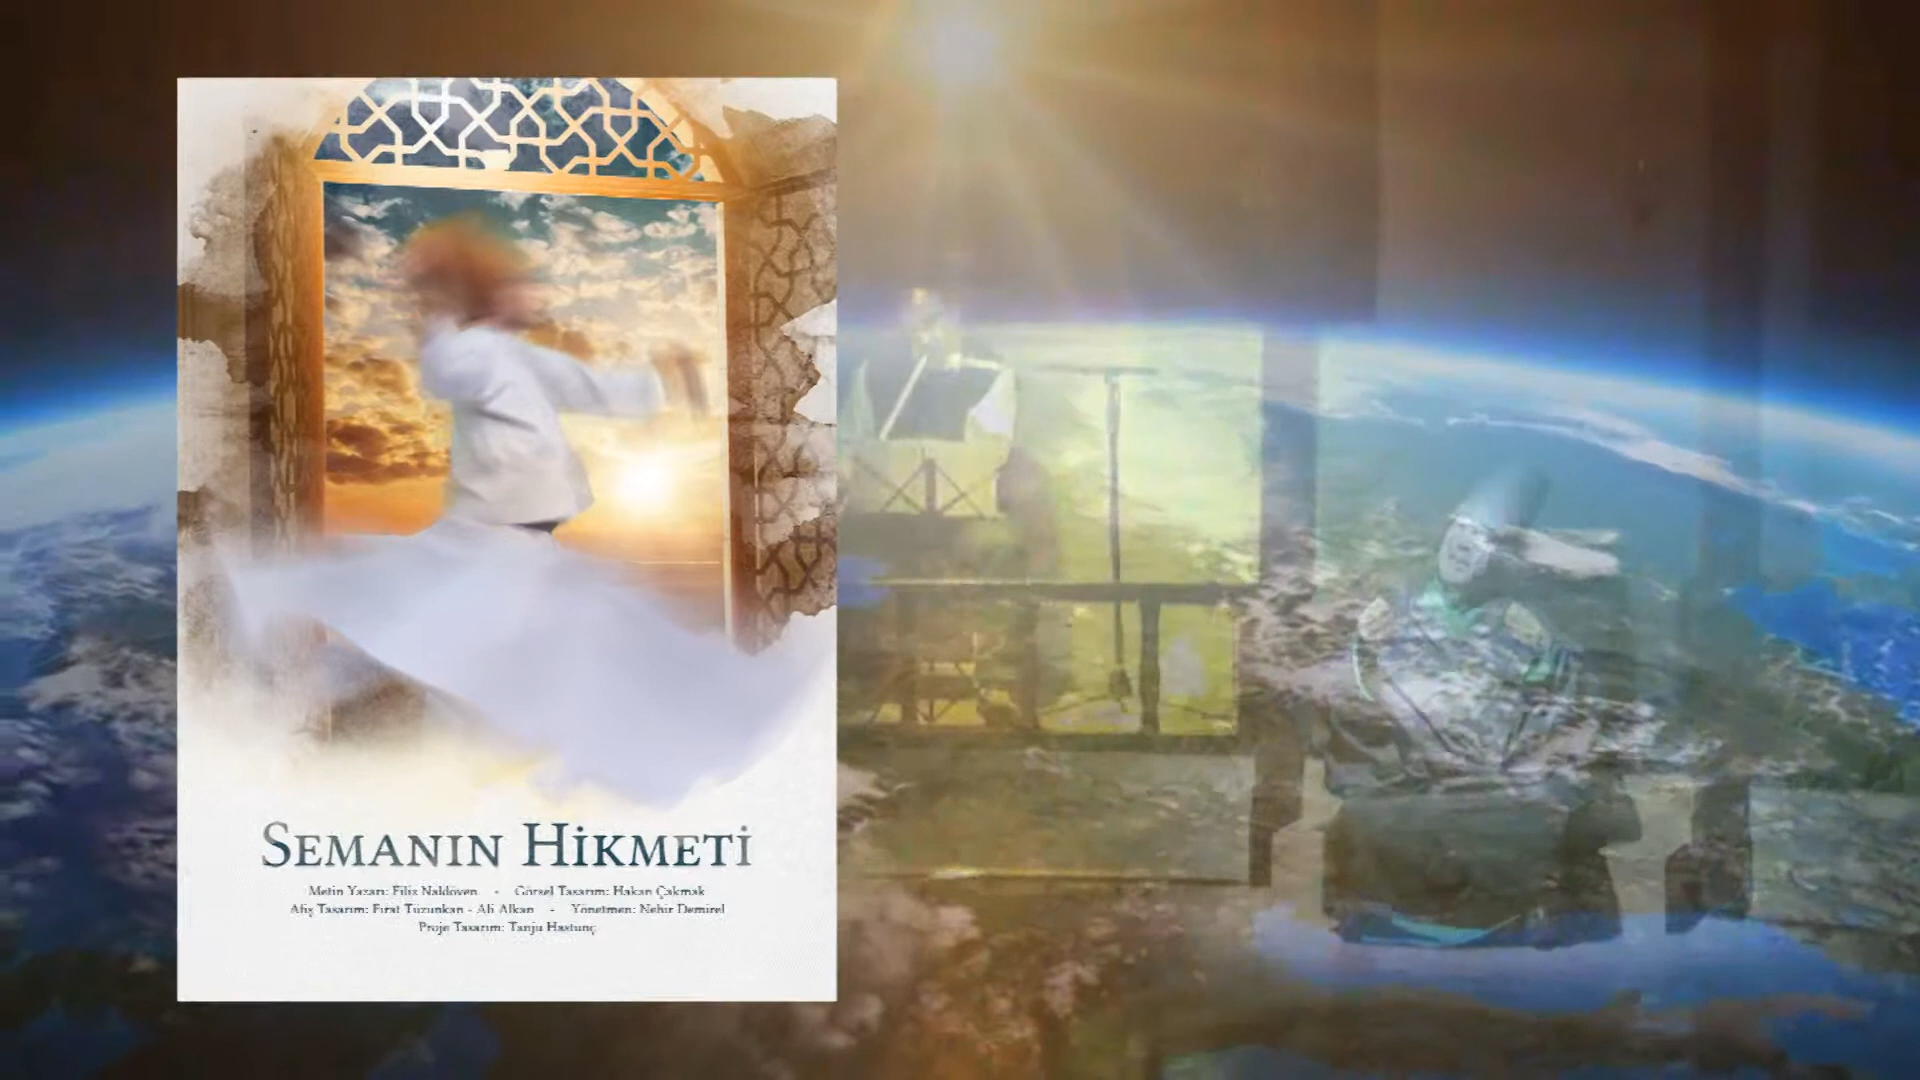 SEMANIN HİKMETİ
Metin Yazarı: Filiz Naldöven - Görsel Tasarım: Hakan Çakmak
Afiş Tasarım: Fırat Tüzünkan - Ali Alkan - Yönetmen: Nehir Demirel
Proje Tasarım: Tanju Hastunç